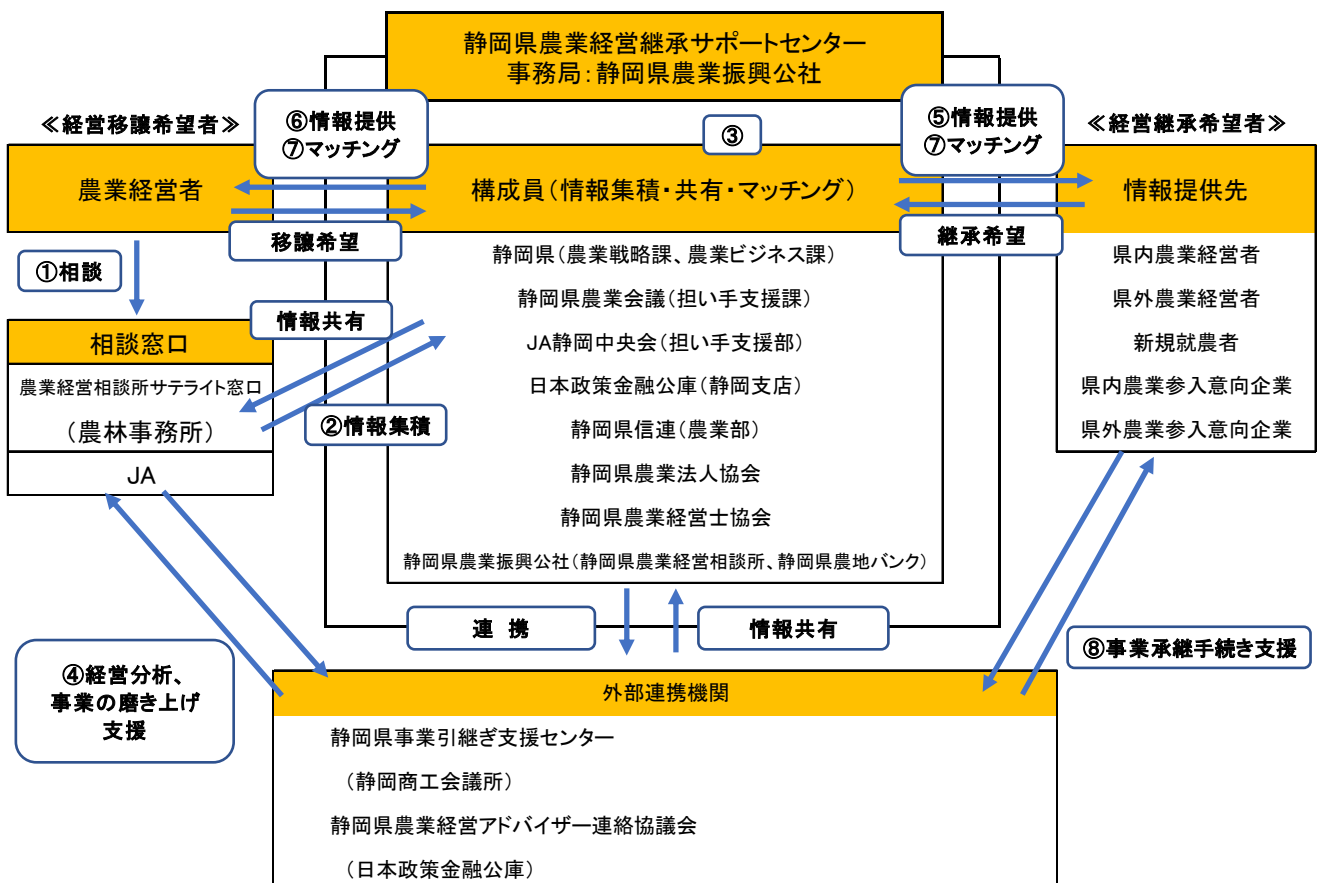 静岡県農業経営継承サポートセンター
事務局：静岡県農業振興公社
≪経営移譲希望者≫
⑥情報提供
⑦マッチング
③
⑤情報提供
⑦マッチング
≪経営継承希望者≫
農業経営者
構成員（情報集積・共有・マッチング）
情報提供先
移譲希望
継承希望
①相談
静岡県（農業戦略課、農業ビジネス課）
静岡県農業会議（担い手支援課）
JA静岡中央会（担い手支援部）
日本政策金融公庫（静岡支店）
静岡県信連（農業部）
静岡県農業法人協会
静岡県農業経営士協会
静岡県農業振興公社（静岡県農業経営相談所、静岡県農地バンク）
県内農業経営者
県外農業経営者
新規就農者
県内農業参入意向企業
県外農業参入意向企業
情報共有
相談窓口
農業経営相談所サテライト窓口
（農林事務所）
JA
②情報集積
連 携
情報共有
④経営分析、
事業の磨き上げ
支援
⑧事業承継手続き支援
外部連携機関
静岡県事業引継ぎ支援センター
（静岡商工会議所）
静岡県農業経営アドバイザー連絡協議会
（日本政策金融公庫）